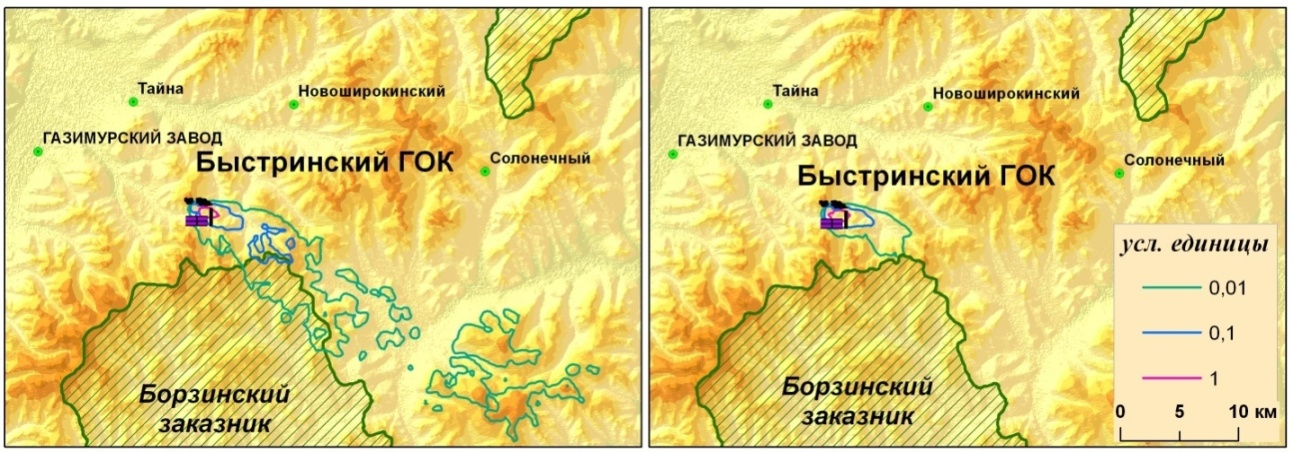 Тайна
Новоширокинский
ГАЗИМУРСКИЙ ЗАВОД
Быстринский ГОК
Солонечный
Борзинский
заказник
Тайна
Новоширокинский
ГАЗИМУРСКИЙ ЗАВОД
Быстринский ГОК
Солонечный
усл. единицы
0,01
0,1
1
0 5 10 км
Борзинский
заказник